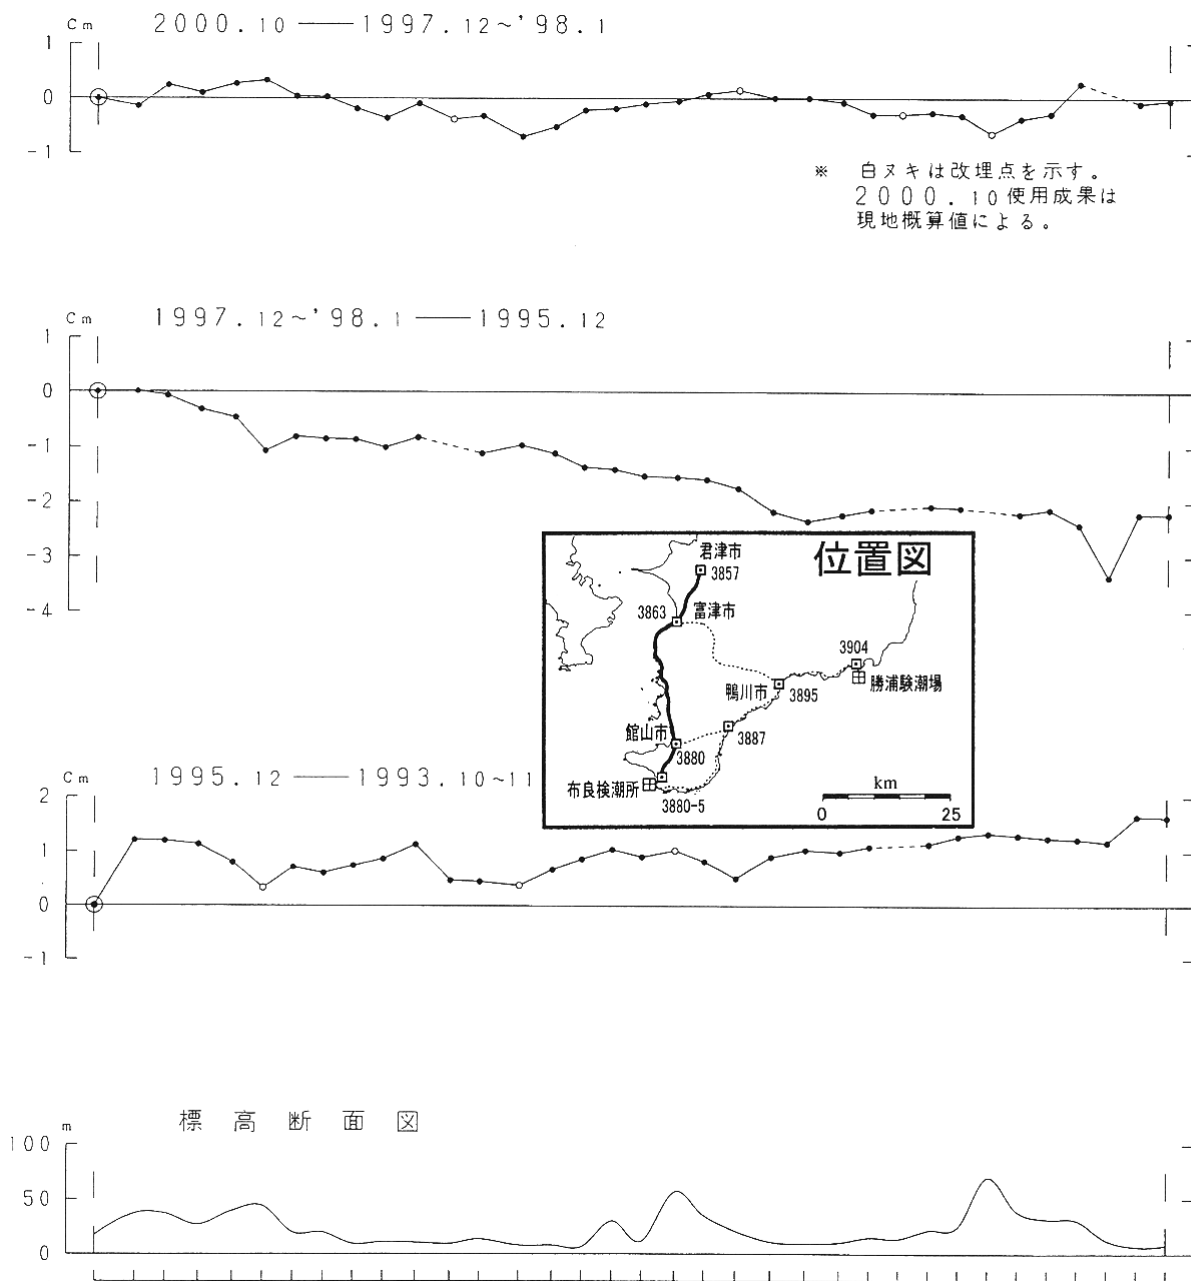 Cm
2000.10 ── 1997.12~'98.1
1
0
-1
※ 白ヌキは改埋点を示す。
2000.10使用成果は
現地概算値による。
Cm
1997.12~'98.1 ── 1995.12
1
0
-1
-2
-3
-4
位置図
君津市
3857
3863
富津市
3904
勝浦験潮場
鴨川市
3895
館山市
3887
3880
布良検潮所
3880-5
km
0 25
Cm
1995.12 ── 1993.10~11
2
1
0
-1
標高断面図
m
100
50
0